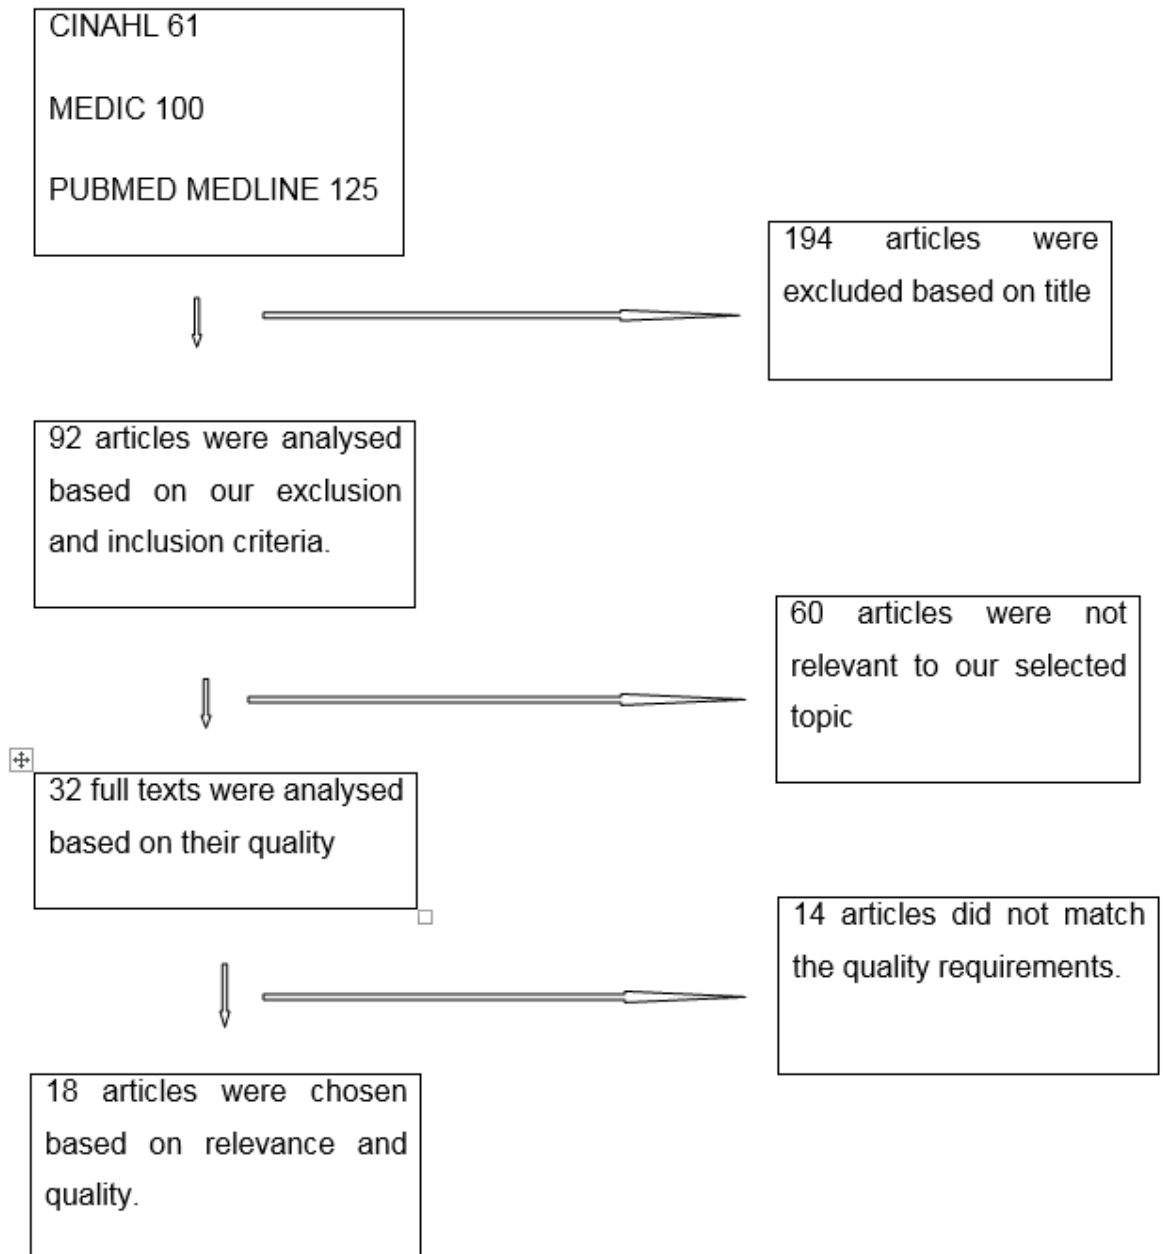 CINAHL 61
MEDIC 100
PUBMED MEDLINE 125
194 articles were
excluded based on title
92 articles were analysed
based on our exclusion
and inclusion criteria.
60 articles were not
relevant to our selected
topic
32 full texts were analysed
based on their quality
14 articles did not match
the quality requirements.
18 articles were chosen
based on relevance and
quality.